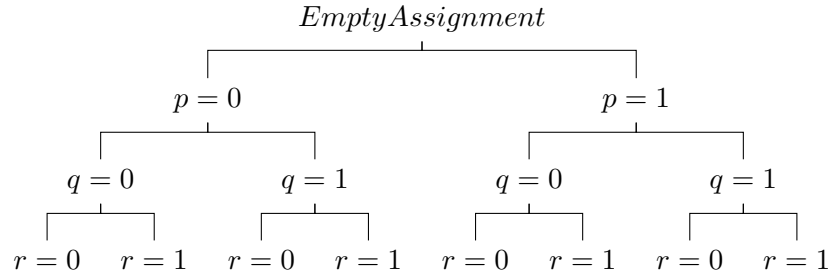 EmptyAssignment
p = 0 p = 1
q = 0 q = 1 q = 0 q = 1
r = 0 r = 1 r = 0 r = 1 r = 0 r = 1 r = 0 r = 1